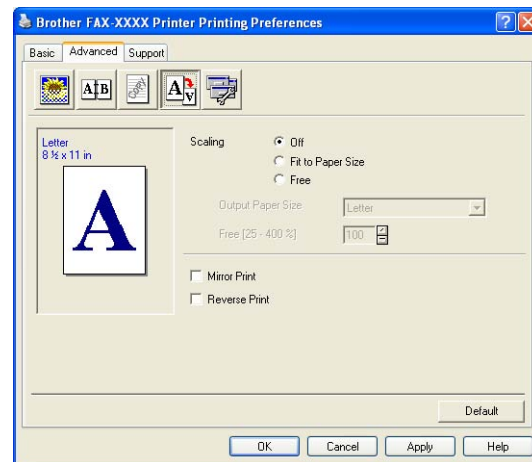 Brother FAX-XXXX Printer Printing Preferences
Basic Advanced Support
A B
COPY
A A
Letter
8 ½ x 11 in
A
Scaling Off
Fit to Paper Size
Free
Output Paper Size Letter
Free [25 - 400 %] 100
Mirror Print
Reverse Print
Default
OK Cancel Apply Help